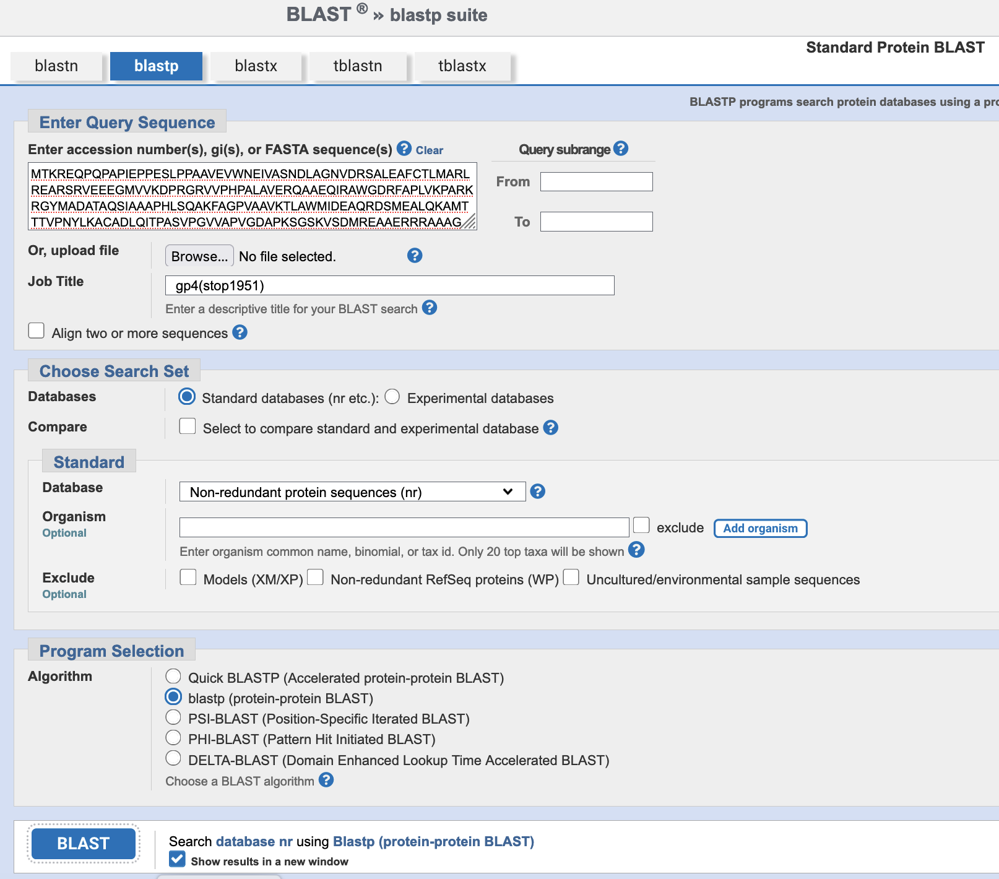 BLAST ® » blastp suite
Standard Protein BLAST
blastn
blastp
blastx
tblastn
tblastx
BLASTP programs search protein databases using a pro
Enter Query Sequence
Enter accession number(s), gi(s), or FASTA sequence(s) ? Clear
Query subrange ?
MTKREQPQPAPIEPPESLPPAAVEVWNEIVASNDLAGNVDRSALEAFCTLMARL
REARSRVEEEGMVVKDPRGRVVPHPALAVERQAAEQIRAWGDRFAPLVKPARK
RGYMADATAQSIAAAPHLSQAKFAGPVAAVKTLAWMIDEAQRDSMEALQKAMT
TTVPNYLKACADLQITPASVPGVVAPVGDAPKSGSKVSDMREAAERRRAAAG
From
To
Or, upload file
Browse... No file selected. ?
Job Title
gp4(stop1951)
Enter a descriptive title for your BLAST search ?
Align two or more sequences ?
Choose Search Set
Databases
Standard databases (nr etc.): Experimental databases
Compare
Select to compare standard and experimental database ?
Standard
Database
Non-redundant protein sequences (nr) ?
Organism
Optional
exclude
Add organism
Enter organism common name, binomial, or tax id. Only 20 top taxa will be shown ?
Exclude
Optional
Models (XM/XP) Non-redundant RefSeq proteins (WP) Uncultured/environmental sample sequences
Program Selection
Algorithm
Quick BLASTP (Accelerated protein-protein BLAST)
blastp (protein-protein BLAST)
PSI-BLAST (Position-Specific Iterated BLAST)
PHI-BLAST (Pattern Hit Initiated BLAST)
DELTA-BLAST (Domain Enhanced Lookup Time Accelerated BLAST)
Choose a BLAST algorithm ?
BLAST
Search database nr using Blastp (protein-protein BLAST)
Show results in a new window